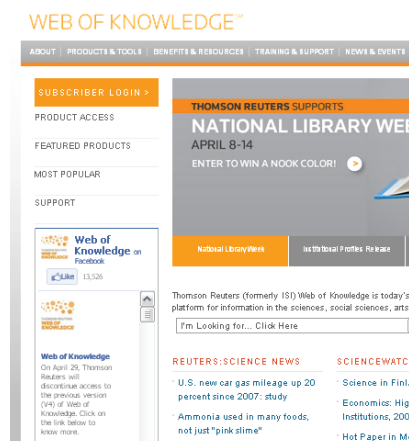 WEB OF KNOWLEDGE℠
ABOUT | PRODUCTS & TOOLS | BENEFITS & RESOURCES | TRAINING & SUPPORT | NEWS & EVENTS
SUBSCRIBER LOGIN >
PRODUCT ACCESS
FEATURED PRODUCTS
MOST POPULAR
SUPPORT
THOMSON REUTERS SUPPORTS
NATIONAL LIBRARY WEE
APRIL 8-14
ENTER TO WIN A NOOK COLOR! >
National Library Week
Institutional Profiles Release
Web of
Knowledge on
Facebook
Like 13,526
Web of Knowledge
On April 29, Thomson
Reuters will
discontinue access to
the previous version
(V4) of Web of
Knowledge. Click on
the link below to
know more.
Thomson Reuters (formerly ISI) Web of Knowledge is today's
platform for information in the sciences, social sciences, arts
I'm Looking for... Click Here
REUTERS:SCIENCE NEWS
U.S. new car gas mileage up 20
percent since 2007: study
Ammonia used in many foods,
not just "pink slime"
SCIENCEWATC
Science in Finl
Economics: Hig
Institutions, 200
Hot Paper in M